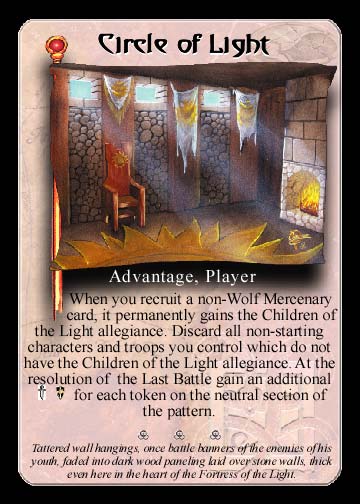 Circle of Light
Advantage, Player
When you recruit a non-Wolf Mercenary
card, it permanently gains the Children of
the Light allegiance. Discard all non-starting
characters and troops you control which do not
have the Children of the Light allegiance. At the
resolution of the Last Battle gain an additional
for each token on the neutral section of
the pattern.
Tattered wall hangings, once battle banners of the enemies of his
youth, faded into dark wood paneling laid over stone walls, thick
even here in the heart of the Fortress of the Light.